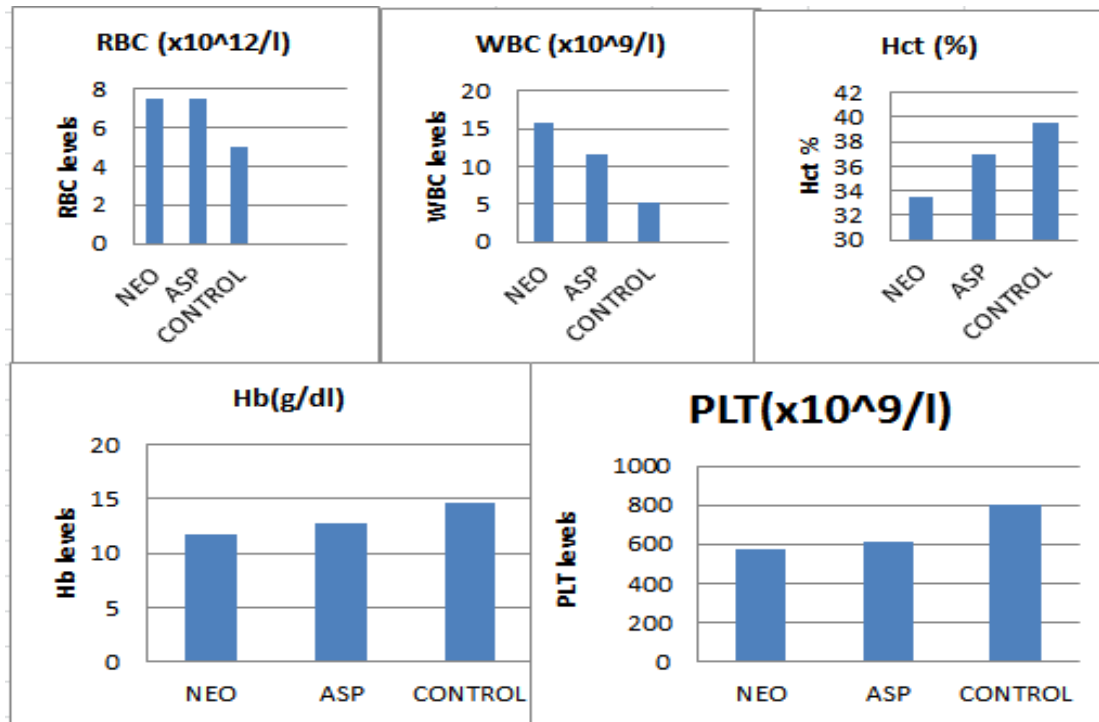 RBC (x10^12/l)
RBC levels
8
6
4
2
0
NEO
ASP
CONTROL
WBC (x10^9/l)
WBC levels
20
15
10
5
0
NEO
ASP
CONTROL
Hct (%)
Hct %
42
40
38
36
34
32
30
NEO
ASP
CONTROL
Hb(g/dl)
Hb levels
20
15
10
5
0
NEO
ASP
CONTROL
PLT(x10^9/l)
PLT levels
1000
800
600
400
200
0
NEO
ASP
CONTROL